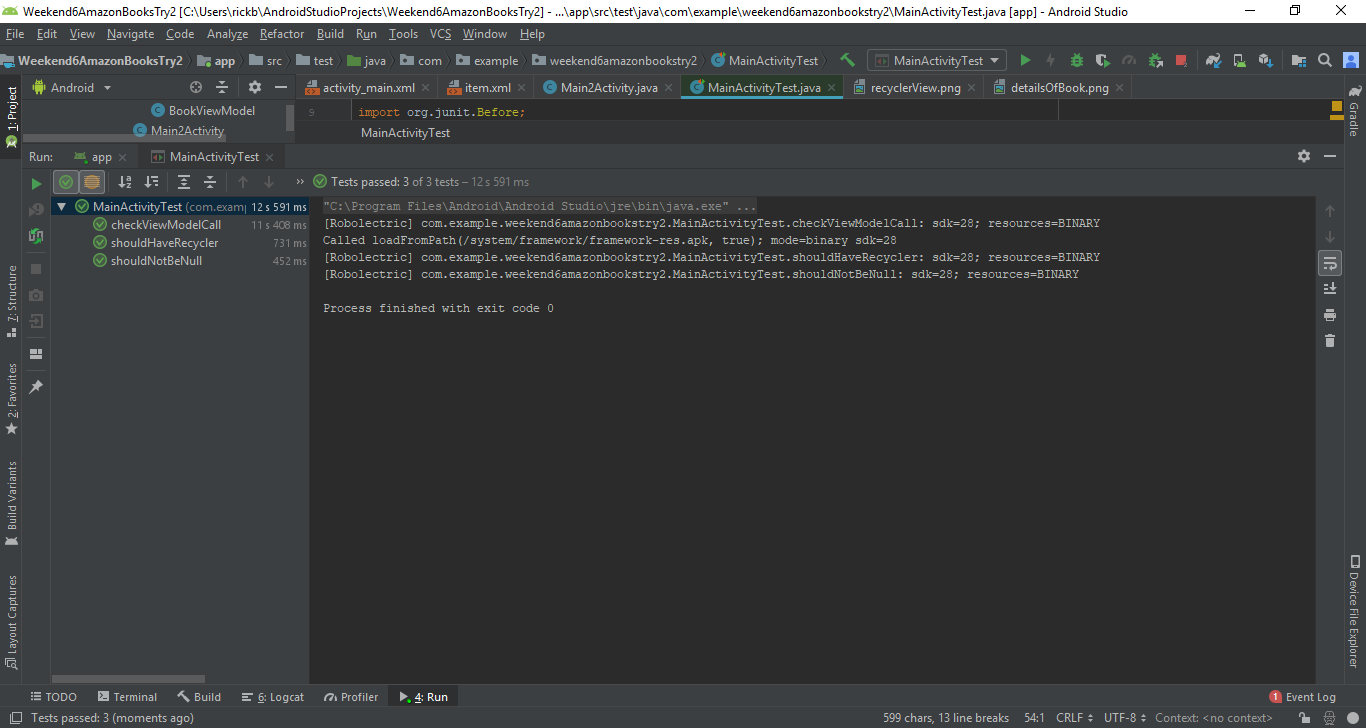 Weekend6AmazonBooksTry2 [C:\Users\rickb\AndroidStudioProjects\Weekend6AmazonBooksTry2] - ...\app\src\test\java\com\example\weekend6amazonbookstry2\MainActivityTest.java [app] - Android Studio
File Edit View Navigate Code Analyze Refactor Build Run Tools VCS Window Help
Weekend6AmazonBooksTry2 app src test java com example weekend6amazonbookstry2 MainActivityTest MainActivityTest
Android activity_main.xml item.xml Main2Activity.java MainActivityTest.java recyclerView.png detailsOfBook.png
BookViewModel 9 import org.junit.Before;
Main2Activity MainActivityTest
Run: app MainActivityTest
Tests passed: 3 of 3 tests – 12 s 591 ms
MainActivityTest (com.examp 12 s 591 ms
checkViewModelCall 11 s 408 ms
shouldHaveRecycler 731 ms
shouldNotBeNull 452 ms
"C:\Program Files\Android\Android Studio\jre\bin\java.exe" ...
[Robolectric] com.example.weekend6amazonbookstry2.MainActivityTest.checkViewModelCall: sdk=28; resources=BINARY
Called loadFromPath(/system/framework/framework-res.apk, true); mode=binary sdk=28
[Robolectric] com.example.weekend6amazonbookstry2.MainActivityTest.shouldHaveRecycler: sdk=28; resources=BINARY
[Robolectric] com.example.weekend6amazonbookstry2.MainActivityTest.shouldNotBeNull: sdk=28; resources=BINARY
Process finished with exit code 0
1: Project
7: Structure
2: Favorites
Build Variants
Layout Captures
Gradle
Device File Explorer
TODO Terminal Build 6: Logcat Profiler 4: Run 1 Event Log
Tests passed: 3 (moments ago) 599 chars, 13 line breaks 54:1 CRLF UTF-8 Context: <no context>